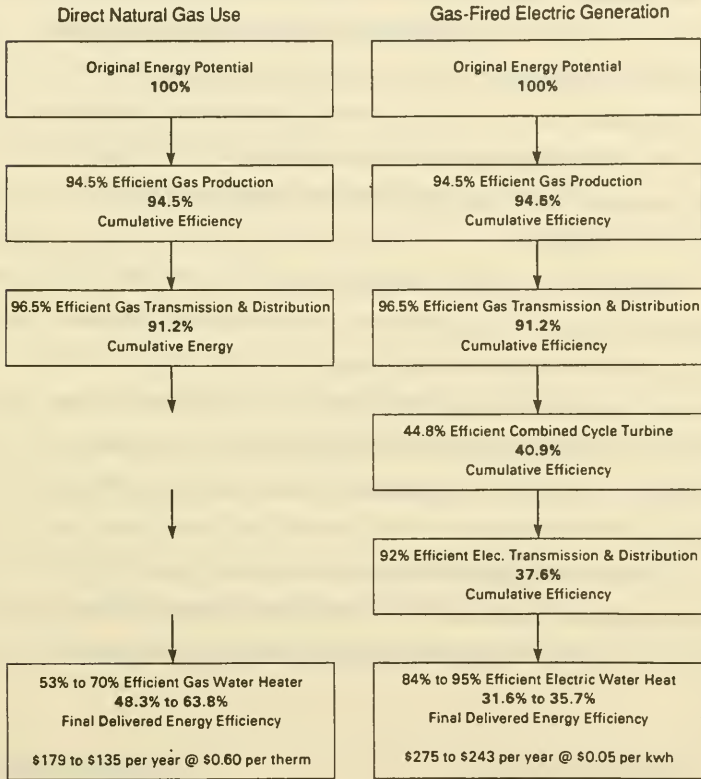 Direct Natural Gas Use
Original Energy Potential
100%
94.5% Efficient Gas Production
94.5%
Cumulative Efficiency
96.5% Efficient Gas Transmission & Distribution
91.2%
Cumulative Energy
53% to 70% Efficient Gas Water Heater
48.3% to 63.8%
Final Delivered Energy Efficiency
$179 to $135 per year @ $0.60 per therm
Gas-Fired Electric Generation
Original Energy Potential
100%
94.5% Efficient Gas Production
94.6%
Cumulative Efficiency
96.5% Efficient Gas Transmission & Distribution
91.2%
Cumulative Efficiency
44.8% Efficient Combined Cycle Turbine
40.9%
Cumulative Efficiency
92% Efficient Elec. Transmission & Distribution
37.6%
Cumulative Efficiency
84% to 95% Efficient Electric Water Heat
31.6% to 35.7%
Final Delivered Energy Efficiency
$275 to $243 per year @ $0.05 per kwh